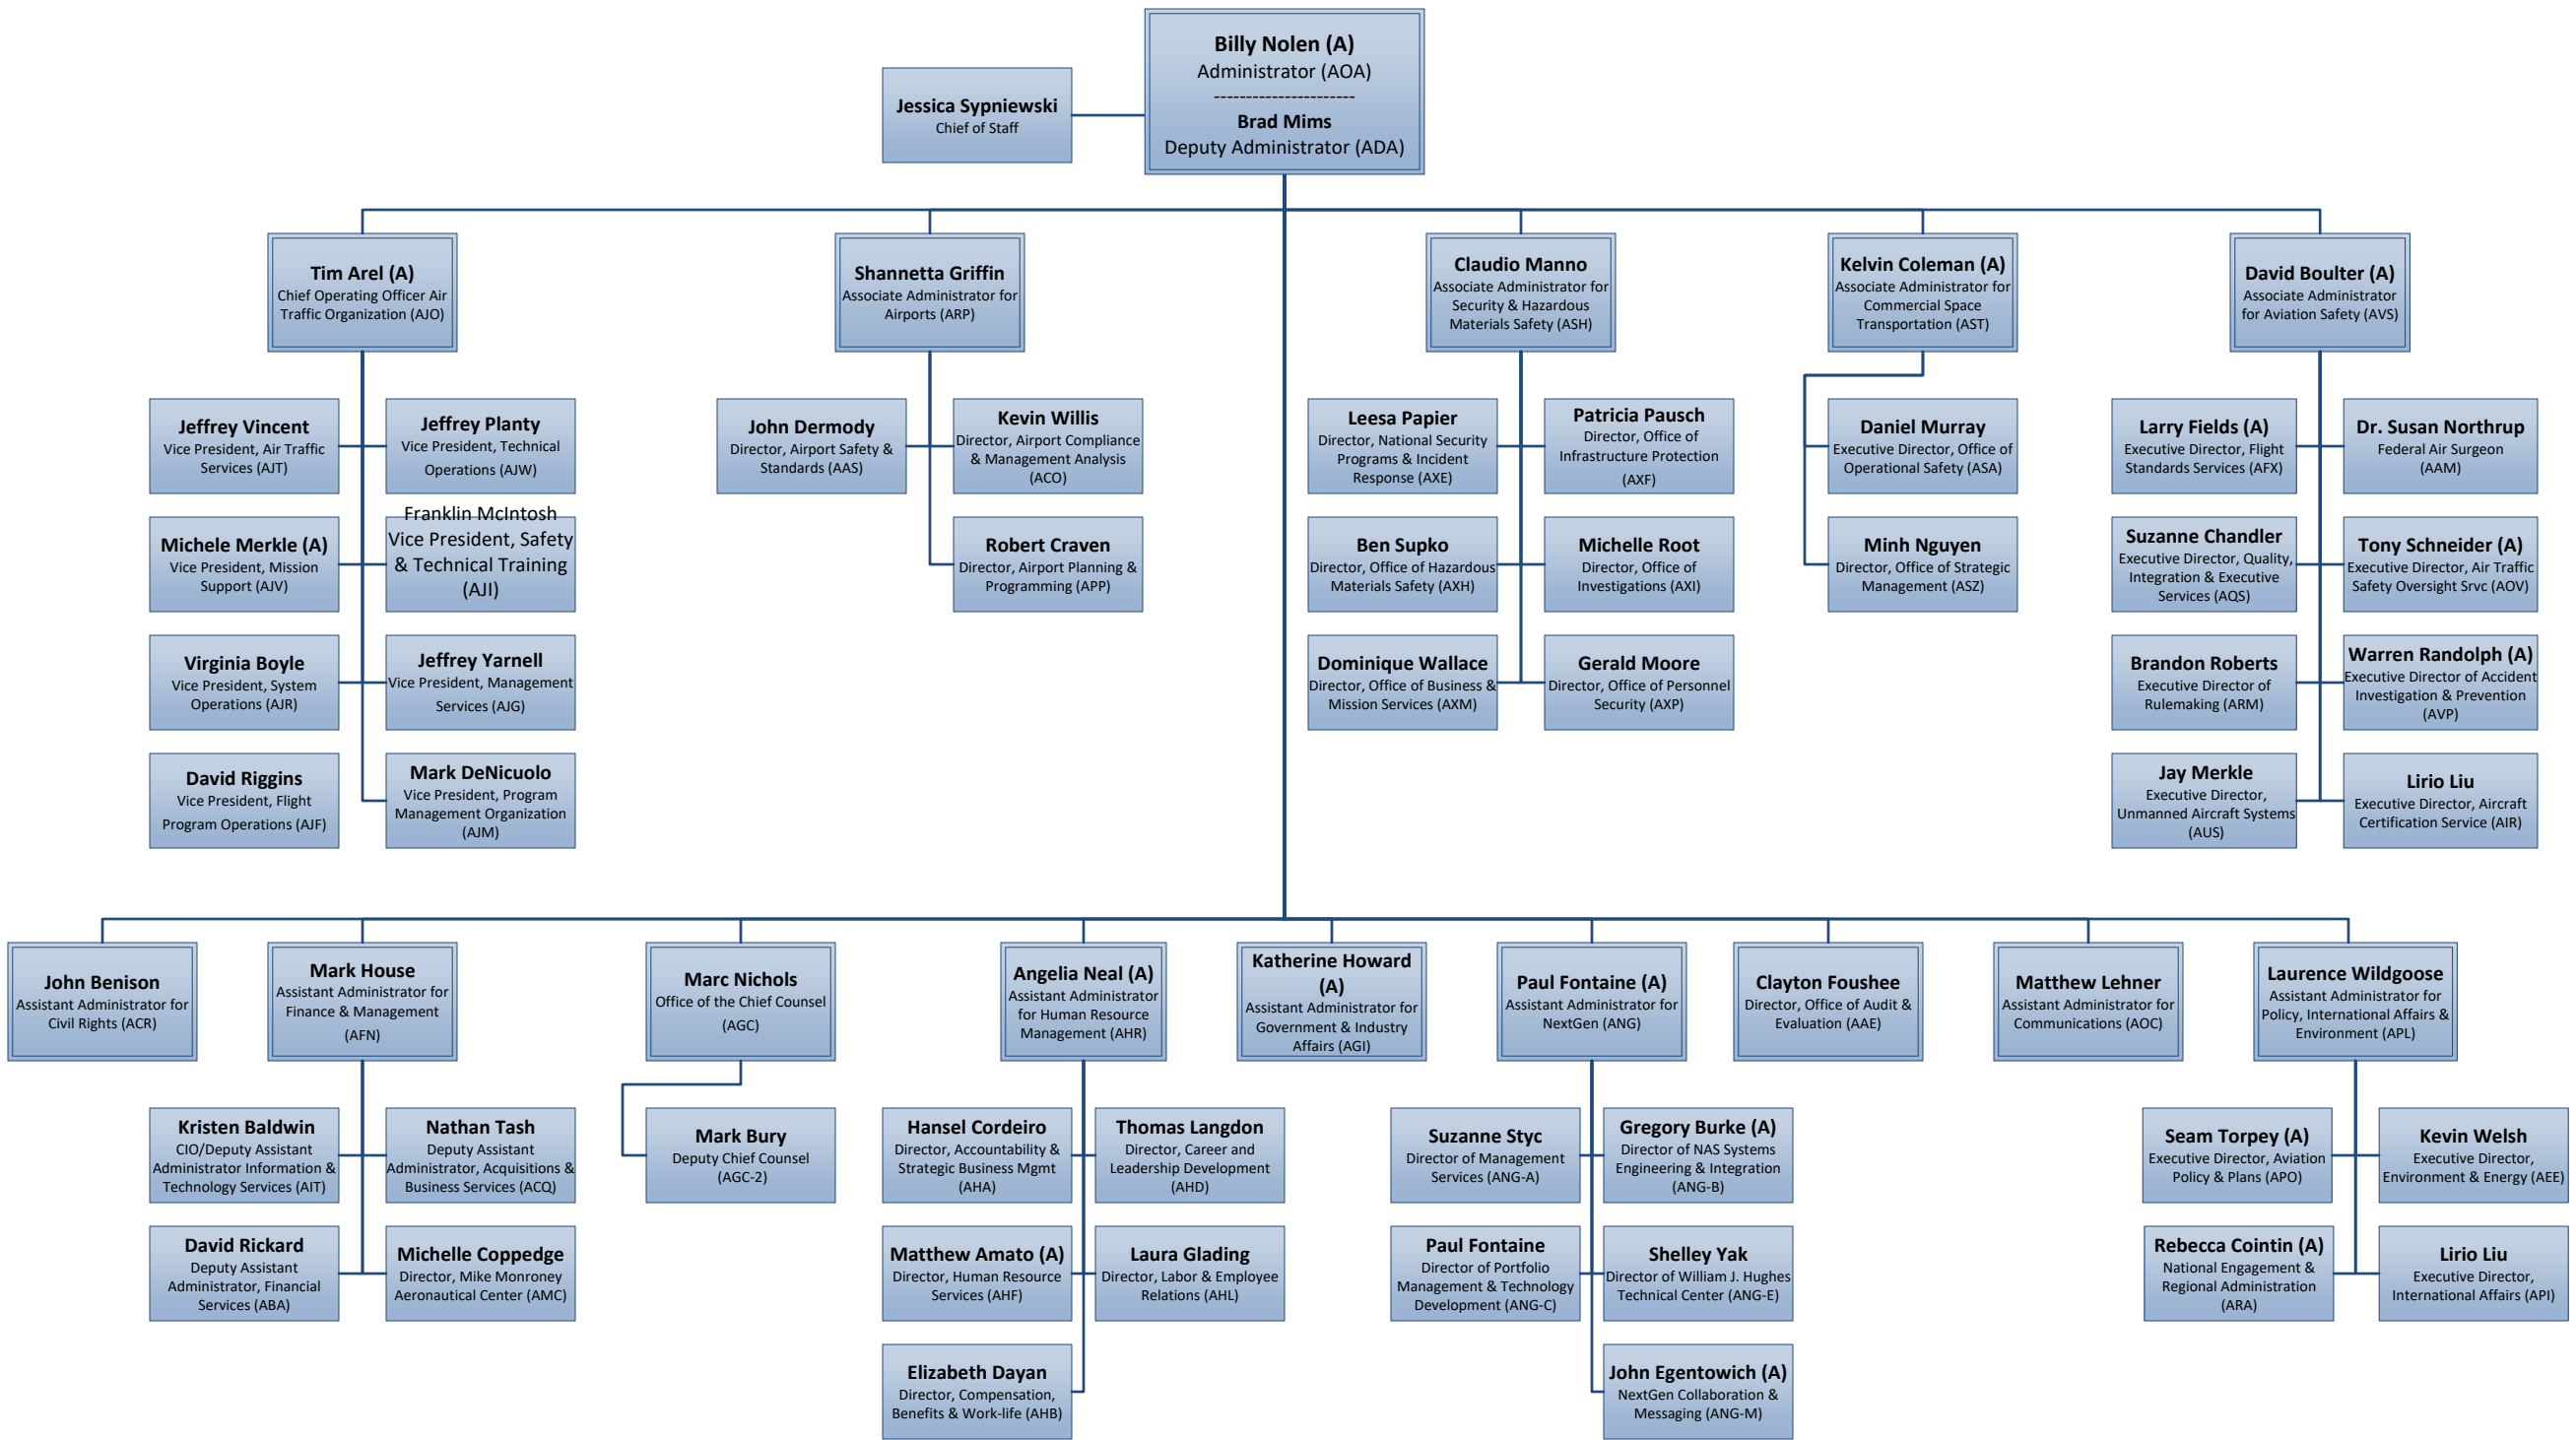 Billy Nolen (A)
Administrator (AOA)
----------------------
Brad Mims
Deputy Administrator (ADA)
Jessica Sypniewski
Chief of Staff
Tim Arel (A)
Chief Operating Officer Air
Traffic Organization (AJO)
Shannetta Griffin
Associate Administrator for
Airports (ARP)
Claudio Manno
Associate Administrator for
Security & Hazardous
Materials Safety (ASH)
Kelvin Coleman (A)
Associate Administrator for
Commercial Space
Transportation (AST)
David Boulter (A)
Associate Administrator
for Aviation Safety (AVS)
Jeffrey Vincent
Vice President, Air Traffic
Services (AJT)
Jeffrey Planty
Vice President, Technical
Operations (AJW)
Michele Merkle (A)
Vice President, Mission
Support (AJV)
Franklin McIntosh
Vice President, Safety
& Technical Training
(AJI)
Virginia Boyle
Vice President, System
Operations (AJR)
Jeffrey Yarnell
Vice President, Management
Services (AJG)
David Riggins
Vice President, Flight
Program Operations (AJF)
Mark DeNicuolo
Vice President, Program
Management Organization
(AJM)
John Dermody
Director, Airport Safety &
Standards (AAS)
Kevin Willis
Director, Airport Compliance
& Management Analysis
(ACO)
Robert Craven
Director, Airport Planning &
Programming (APP)
Leesa Papier
Director, National Security
Programs & Incident
Response (AXE)
Patricia Pausch
Director, Office of
Infrastructure Protection
(AXF)
Ben Supko
Director, Office of Hazardous
Materials Safety (AXH)
Michelle Root
Director, Office of
Investigations (AXI)
Dominique Wallace
Director, Office of Business &
Mission Services (AXM)
Gerald Moore
Director, Office of Personnel
Security (AXP)
Daniel Murray
Executive Director, Office of
Operational Safety (ASA)
Minh Nguyen
Director, Office of Strategic
Management (ASZ)
Larry Fields (A)
Executive Director, Flight
Standards Services (AFX)
Dr. Susan Northrup
Federal Air Surgeon
(AAM)
Suzanne Chandler
Executive Director, Quality,
Integration & Executive
Services (AQS)
Tony Schneider (A)
Executive Director, Air Traffic
Safety Oversight Srvc (AOV)
Brandon Roberts
Executive Director of
Rulemaking (ARM)
Warren Randolph (A)
Executive Director of Accident
Investigation & Prevention
(AVP)
Jay Merkle
Executive Director,
Unmanned Aircraft Systems
(AUS)
Lirio Liu
Executive Director, Aircraft
Certification Service (AIR)
John Benison
Assistant Administrator for
Civil Rights (ACR)
Mark House
Assistant Administrator for
Finance & Management
(AFN)
Marc Nichols
Office of the Chief Counsel
(AGC)
Angelia Neal (A)
Assistant Administrator
for Human Resource
Management (AHR)
Katherine Howard
(A)
Assistant Administrator for
Government & Industry
Affairs (AGI)
Paul Fontaine (A)
Assistant Administrator for
NextGen (ANG)
Clayton Foushee
Director, Office of Audit &
Evaluation (AAE)
Matthew Lehner
Assistant Administrator for
Communications (AOC)
Laurence Wildgoose
Assistant Administrator for
Policy, International Affairs &
Environment (APL)
Kristen Baldwin
CIO/Deputy Assistant
Administrator Information &
Technology Services (AIT)
Nathan Tash
Deputy Assistant
Administrator, Acquisitions &
Business Services (ACQ)
David Rickard
Deputy Assistant
Administrator, Financial
Services (ABA)
Michelle Coppedge
Director, Mike Monroney
Aeronautical Center (AMC)
Mark Bury
Deputy Chief Counsel
(AGC-2)
Hansel Cordeiro
Director, Accountability &
Strategic Business Mgmt
(AHA)
Thomas Langdon
Director, Career and
Leadership Development
(AHD)
Matthew Amato (A)
Director, Human Resource
Services (AHF)
Laura Glading
Director, Labor & Employee
Relations (AHL)
Elizabeth Dayan
Director, Compensation,
Benefits & Work-life (AHB)
Suzanne Styc
Director of Management
Services (ANG-A)
Gregory Burke (A)
Director of NAS Systems
Engineering & Integration
(ANG-B)
Paul Fontaine
Director of Portfolio
Management & Technology
Development (ANG-C)
Shelley Yak
Director of William J. Hughes
Technical Center (ANG-E)
John Egentowich (A)
NextGen Collaboration &
Messaging (ANG-M)
Seam Torpey (A)
Executive Director, Aviation
Policy & Plans (APO)
Kevin Welsh
Executive Director,
Environment & Energy (AEE)
Rebecca Cointin (A)
National Engagement &
Regional Administration
(ARA)
Lirio Liu
Executive Director,
International Affairs (API)